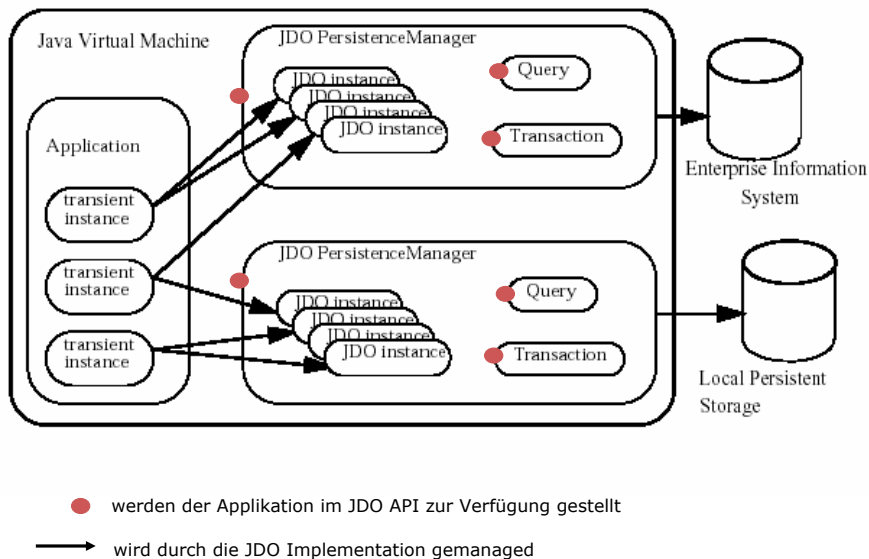 Java Virtual Machine
JDO PersistenceManager
JDO instance
JDO instance
JDO instance
JDO instance
Query
Transaction
Application
transient
instance
transient
instance
transient
instance
JDO PersistenceManager
JDO instance
JDO instance
JDO instance
JDO instance
Query
Transaction
Enterprise Information
System
Local Persistent
Storage
werden der Applikation im JDO API zur Verfügung gestellt
wird durch die JDO Implementation gemanaged